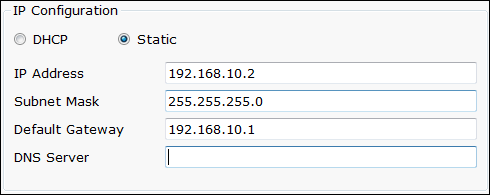 IP Configuration
DHCP Static
IP Address 192.168.10.2
Subnet Mask 255.255.255.0
Default Gateway 192.168.10.1
DNS Server